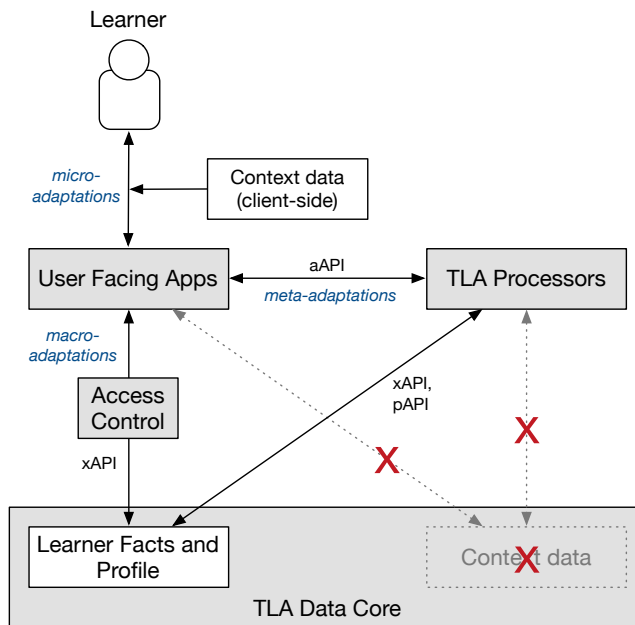 Learner
micro-
adaptations
Context data
(client-side)
User Facing Apps
aAPI
meta-adaptations
TLA Processors
macro-
adaptations
Access
Control
xAPI,
pAPI
X
X
xAPI
Learner Facts and
Profile
Context data
X
TLA Data Core